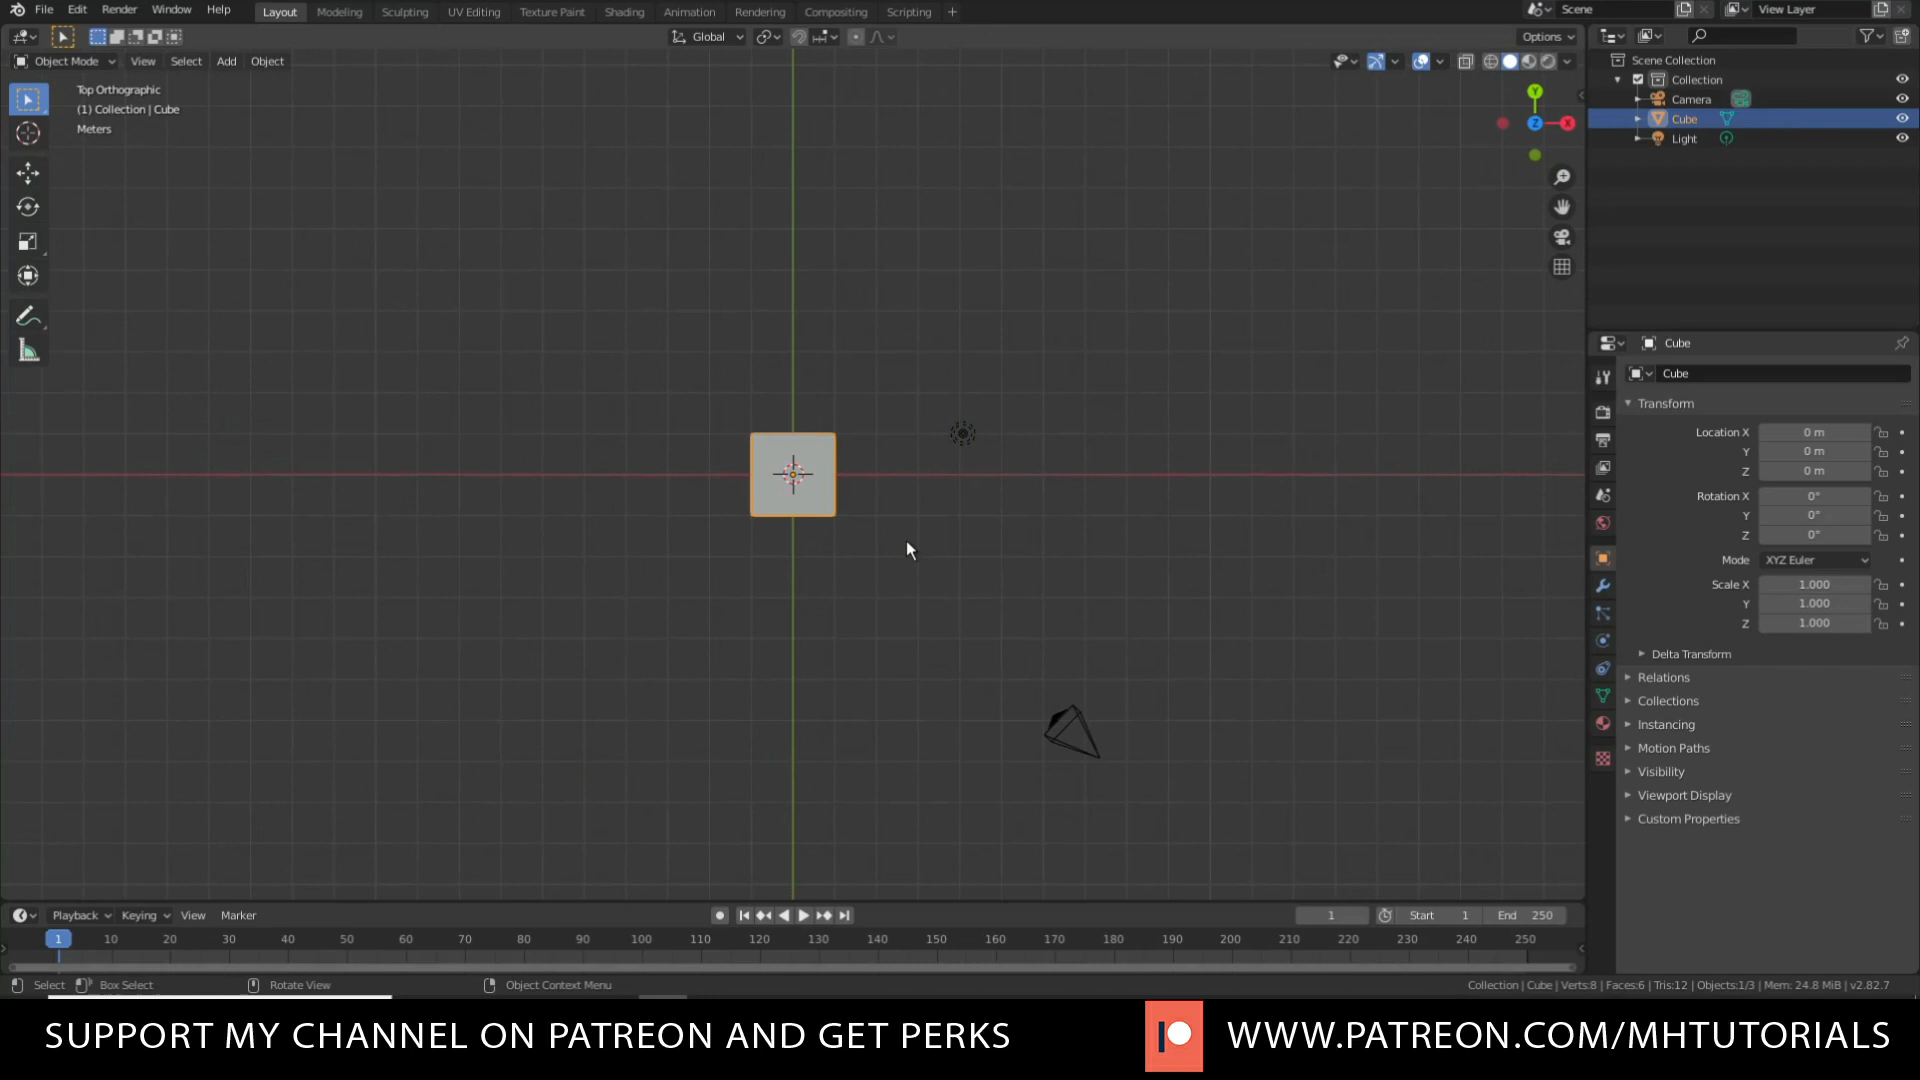 File Edit Render Window Help Layout Modeling Sculpting UV Editing Texture Paint Shading Animation Rendering Compositing Scripting + Scene View Layer
Global Options
Object Mode View Select Add Object
Top Orthographic
(1) Collection | Cube
Meters
Y
Z X
Scene Collection
Collection
Camera
Cube
Light
Cube
Cube
Transform
Location X 0 m
Y 0 m
Z 0 m
Rotation X 0°
Y 0°
Z 0°
Mode XYZ Euler
Scale X 1.000
Y 1.000
Z 1.000
Delta Transform
Relations
Collections
Instancing
Motion Paths
Visibility
Viewport Display
Custom Properties
Playback Keying View Marker 1 Start 1 End 250
1 10 20 30 40 50 60 70 80 90 100 110 120 130 140 150 160 170 180 190 200 210 220 230 240 250
Select Box Select Rotate View Object Context Menu Collection | Cube | Verts:8 | Faces:6 | Tris:12 | Objects:1/3 | Mem: 24.8 MiB | v2.82.7
SUPPORT MY CHANNEL ON PATREON AND GET PERKS WWW.PATREON.COM/MHTUTORIALS